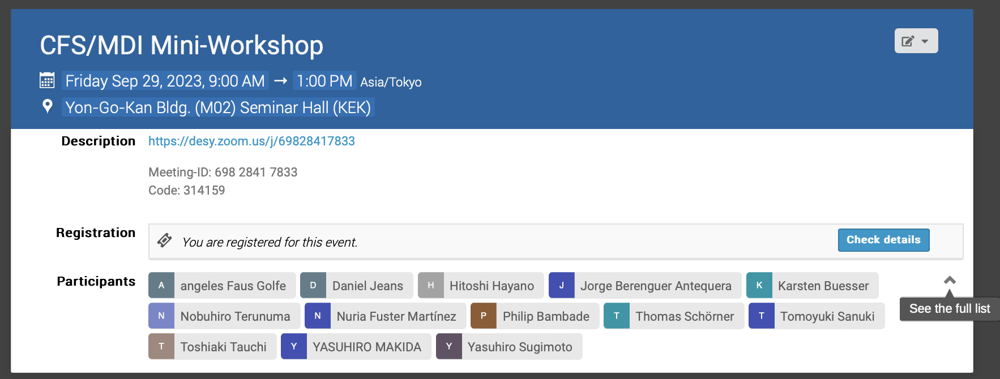 CFS/MDI Mini-Workshop
Friday Sep 29, 2023, 9:00 AM → 1:00 PM Asia/Tokyo
Yon-Go-Kan Bldg. (M02) Seminar Hall (KEK)
Description https://desy.zoom.us/j/69828417833
Meeting-ID: 698 2841 7833
Code: 314159
Registration You are registered for this event. Check details
Participants A angeles Faus Golfe D Daniel Jeans H Hitoshi Hayano J Jorge Berenguer Antequera K Karsten Buesser
N Nobuhiro Terunuma N Nuria Fuster Martínez P Philip Bambade T Thomas Schörner T Tomoyuki Sanuki See the full list
T Toshiaki Tauchi Y YASUHIRO MAKIDA Y Yasuhiro Sugimoto